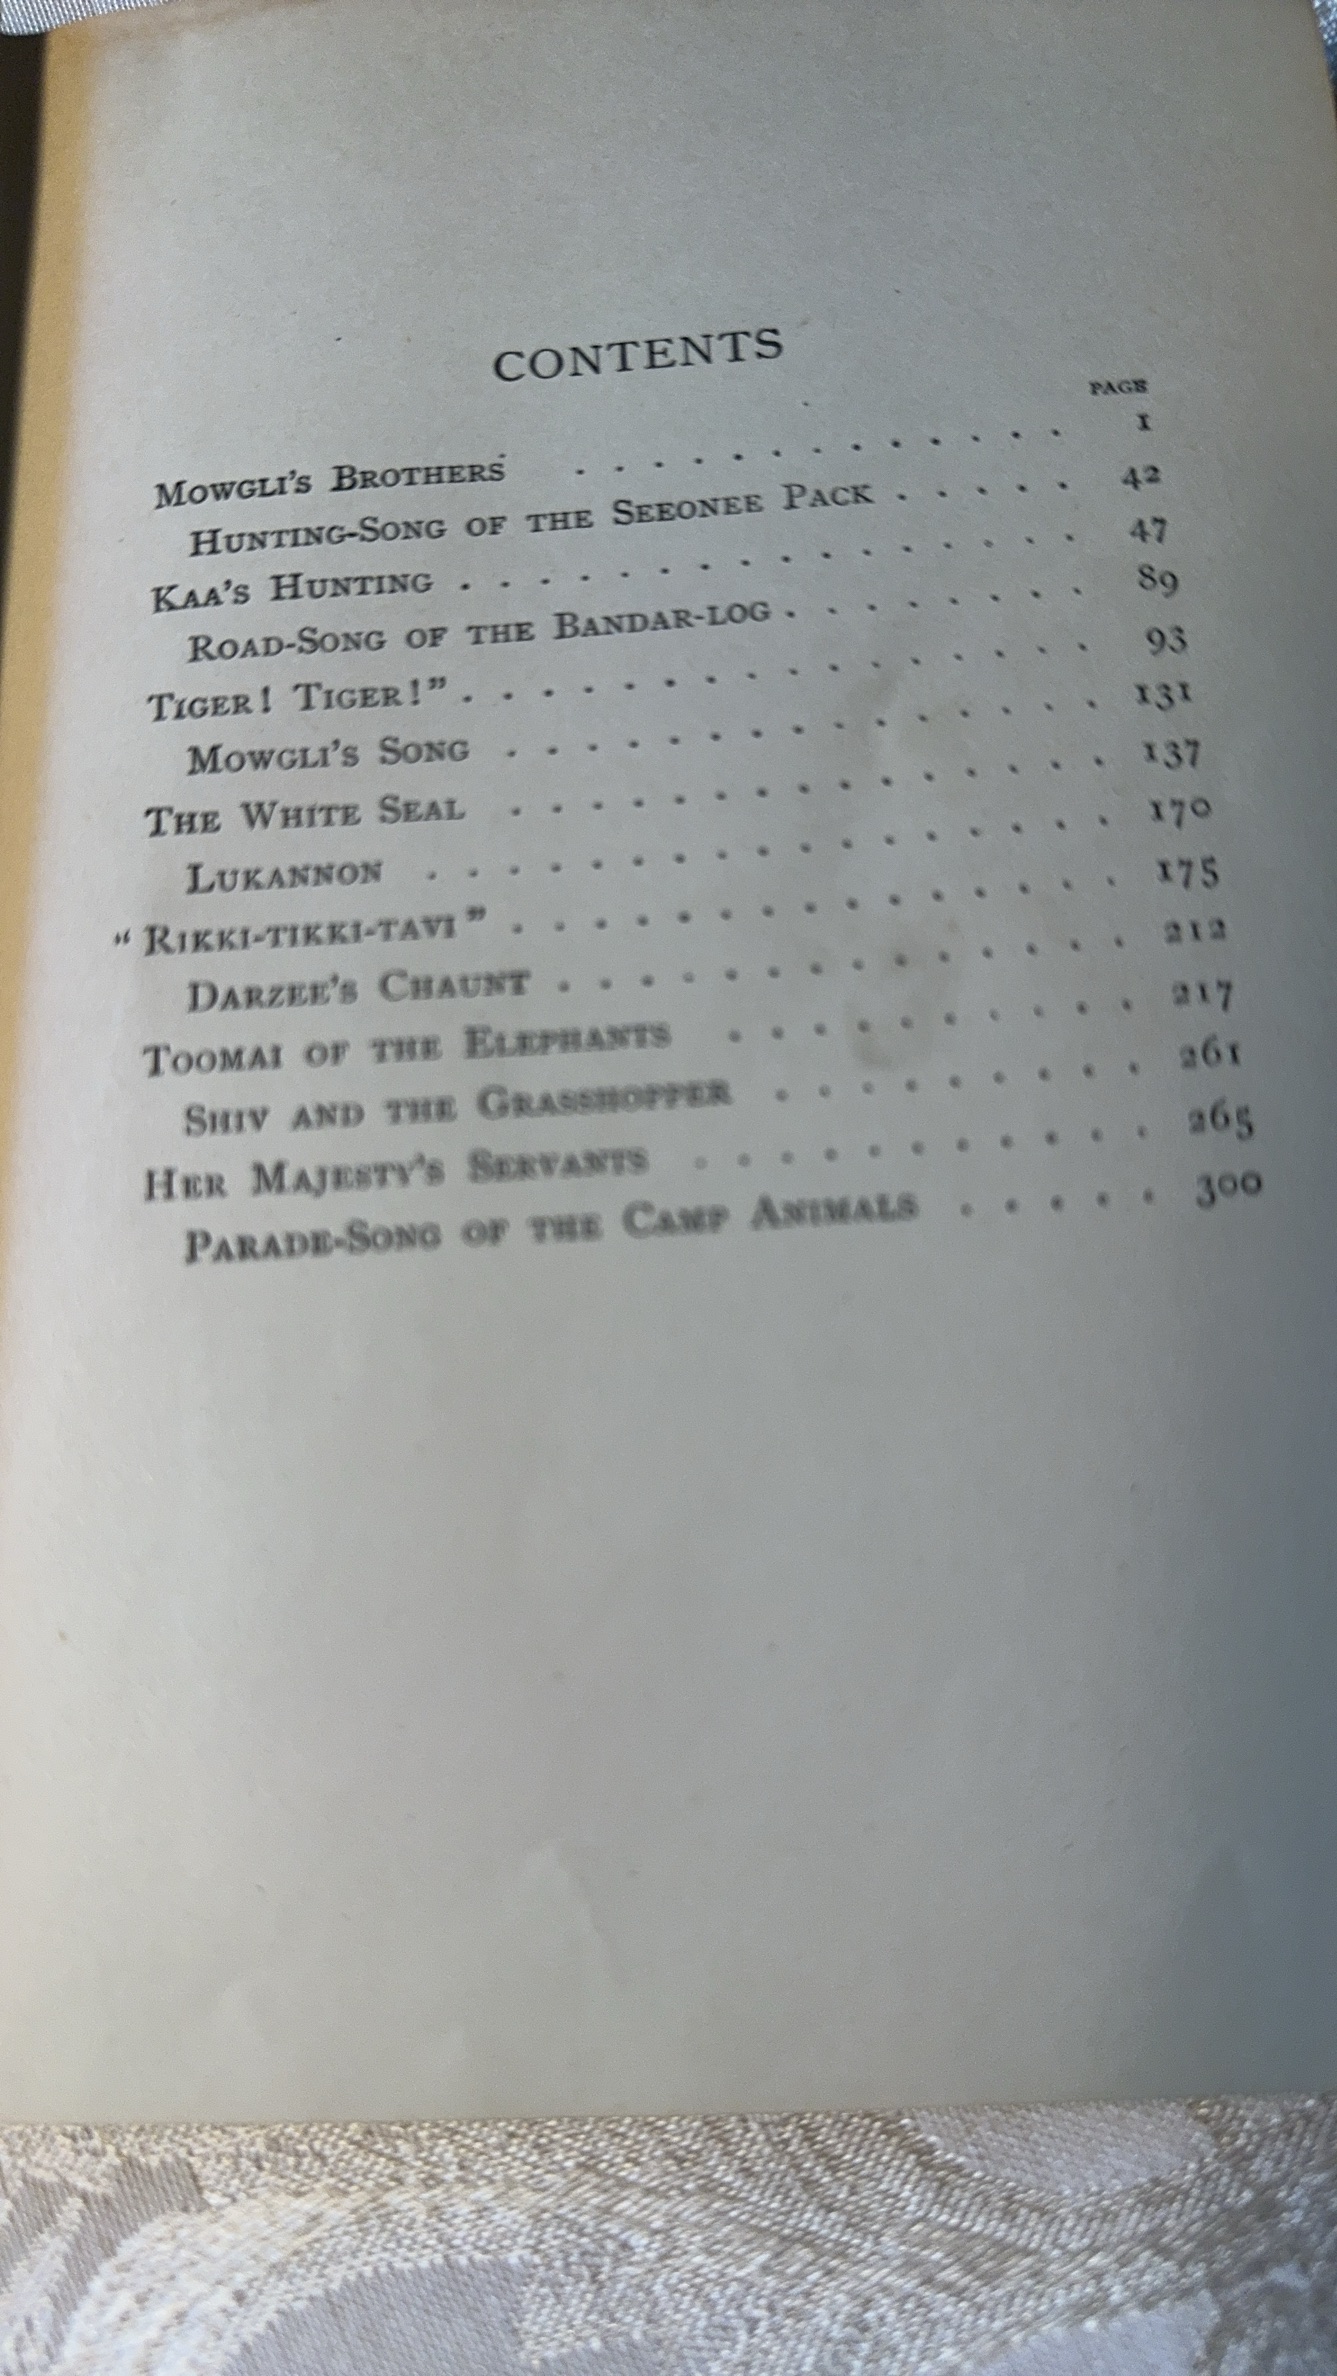 CONTENTS
PAGE
MOWGLI'S BROTHERS . . . . . . . . . . . . . 1
HUNTING-SONG OF THE SEEONEE PACK . . . . . 42
KAA'S HUNTING . . . . . . . . . . . . . . . . 47
ROAD-SONG OF THE BANDAR-LOG . . . . . . . . 89
TIGER! TIGER!" . . . . . . . . . . . . . . . . 93
MOWGLI'S SONG . . . . . . . . . . . . . . . 131
THE WHITE SEAL . . . . . . . . . . . . . . . 137
LUKANNON . . . . . . . . . . . . . . . . . 170
"RIKKI-TIKKI-TAVI" . . . . . . . . . . . . . . . 175
DARZEE'S CHAUNT . . . . . . . . . . . . . . 212
TOOMAI OF THE ELEPHANTS . . . . . . . . . . 217
SHIV AND THE GRASSHOPPER . . . . . . . . . 261
HER MAJESTY'S SERVANTS . . . . . . . . . . . 265
PARADE-SONG OF THE CAMP ANIMALS . . . . . 300